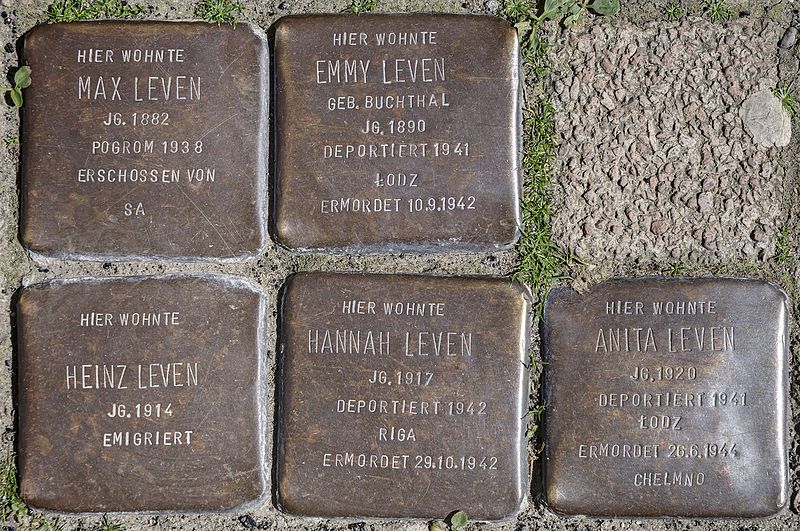 HIER WOHNTE
MAX LEVEN
JG. 1882
POGROM 1938
ERSCHOSSEN VON
SA
HIER WOHNTE
EMMY LEVEN
GEB. BUCHTHAL
JG. 1890
DEPORTIERT 1941
ŁODZ
ERMORDET 10.9.1942
HIER WOHNTE
HEINZ LEVEN
JG. 1914
EMIGRIERT
HIER WOHNTE
HANNAH LEVEN
JG. 1917
DEPORTIERT 1942
RIGA
ERMORDET 29.10.1942
HIER WOHNTE
ANITA LEVEN
JG. 1920
DEPORTIERT 1941
ŁODZ
ERMORDET 26.6.1944
CHELMNO